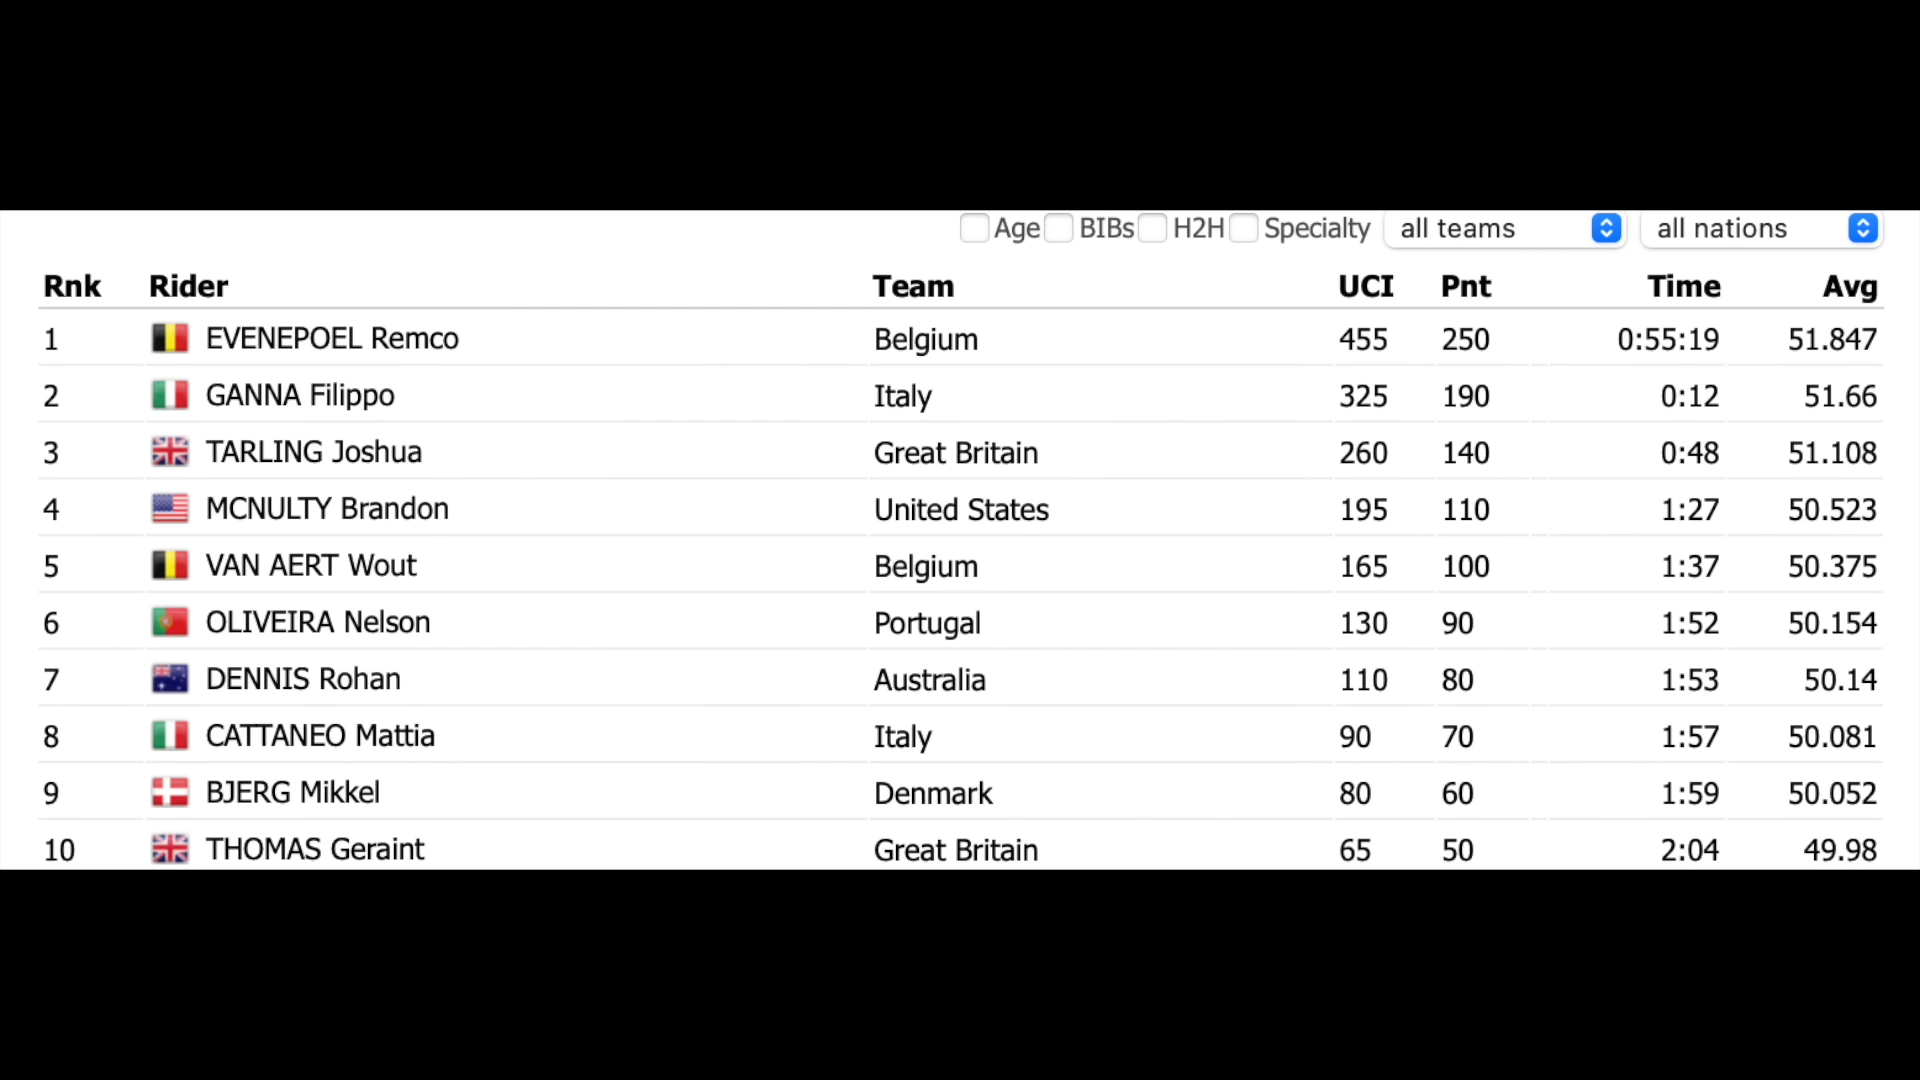 Age BIBs H2H Specialty all teams all nations
Rnk Rider Team UCI Pnt Time Avg
1 EVENEPOEL Remco Belgium 455 250 0:55:19 51.847
2 GANNA Filippo Italy 325 190 0:12 51.66
3 TARLING Joshua Great Britain 260 140 0:48 51.108
4 MCNULTY Brandon United States 195 110 1:27 50.523
5 VAN AERT Wout Belgium 165 100 1:37 50.375
6 OLIVEIRA Nelson Portugal 130 90 1:52 50.154
7 DENNIS Rohan Australia 110 80 1:53 50.14
8 CATTANEO Mattia Italy 90 70 1:57 50.081
9 BJERG Mikkel Denmark 80 60 1:59 50.052
10 THOMAS Geraint Great Britain 65 50 2:04 49.98